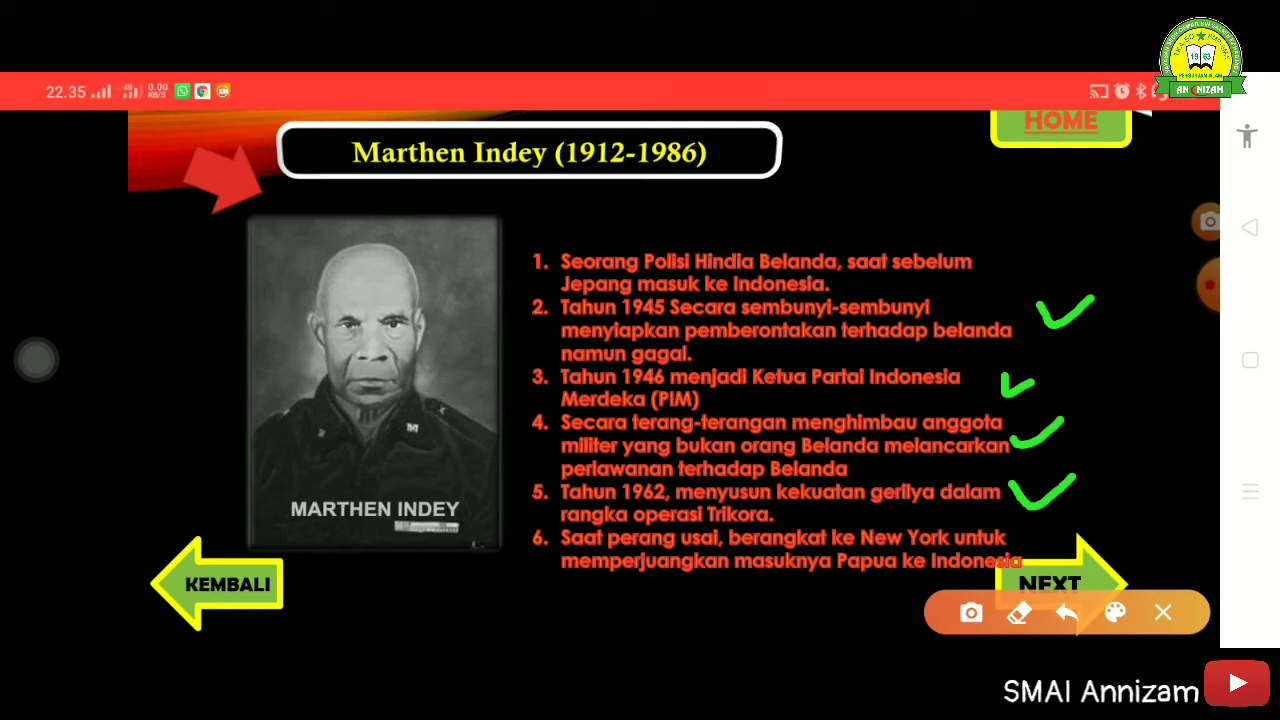 22.35
0.00
KB/S
1963
AN NIZAM
HOME
Marthen Indey (1912-1986)
1. Seorang Polisi Hindia Belanda, saat sebelum
Jepang masuk ke Indonesia.
2. Tahun 1945 Secara sembunyi-sembunyi
menyiapkan pemberontakan terhadap belanda
namun gagal.
3. Tahun 1946 menjadi Ketua Partai Indonesia
Merdeka (PIM)
4. Secara terang-terangan menghimbau anggota
militer yang bukan orang Belanda melancarkan
perlawanan terhadap Belanda
5. Tahun 1962, menyusun kekuatan gerilya dalam
rangka operasi Trikora.
6. Saat perang usai, berangkat ke New York untuk
memperjuangkan masuknya Papua ke Indonesia
MARTHEN INDEY
KEMBALI
NEXT
SMAI Annizam